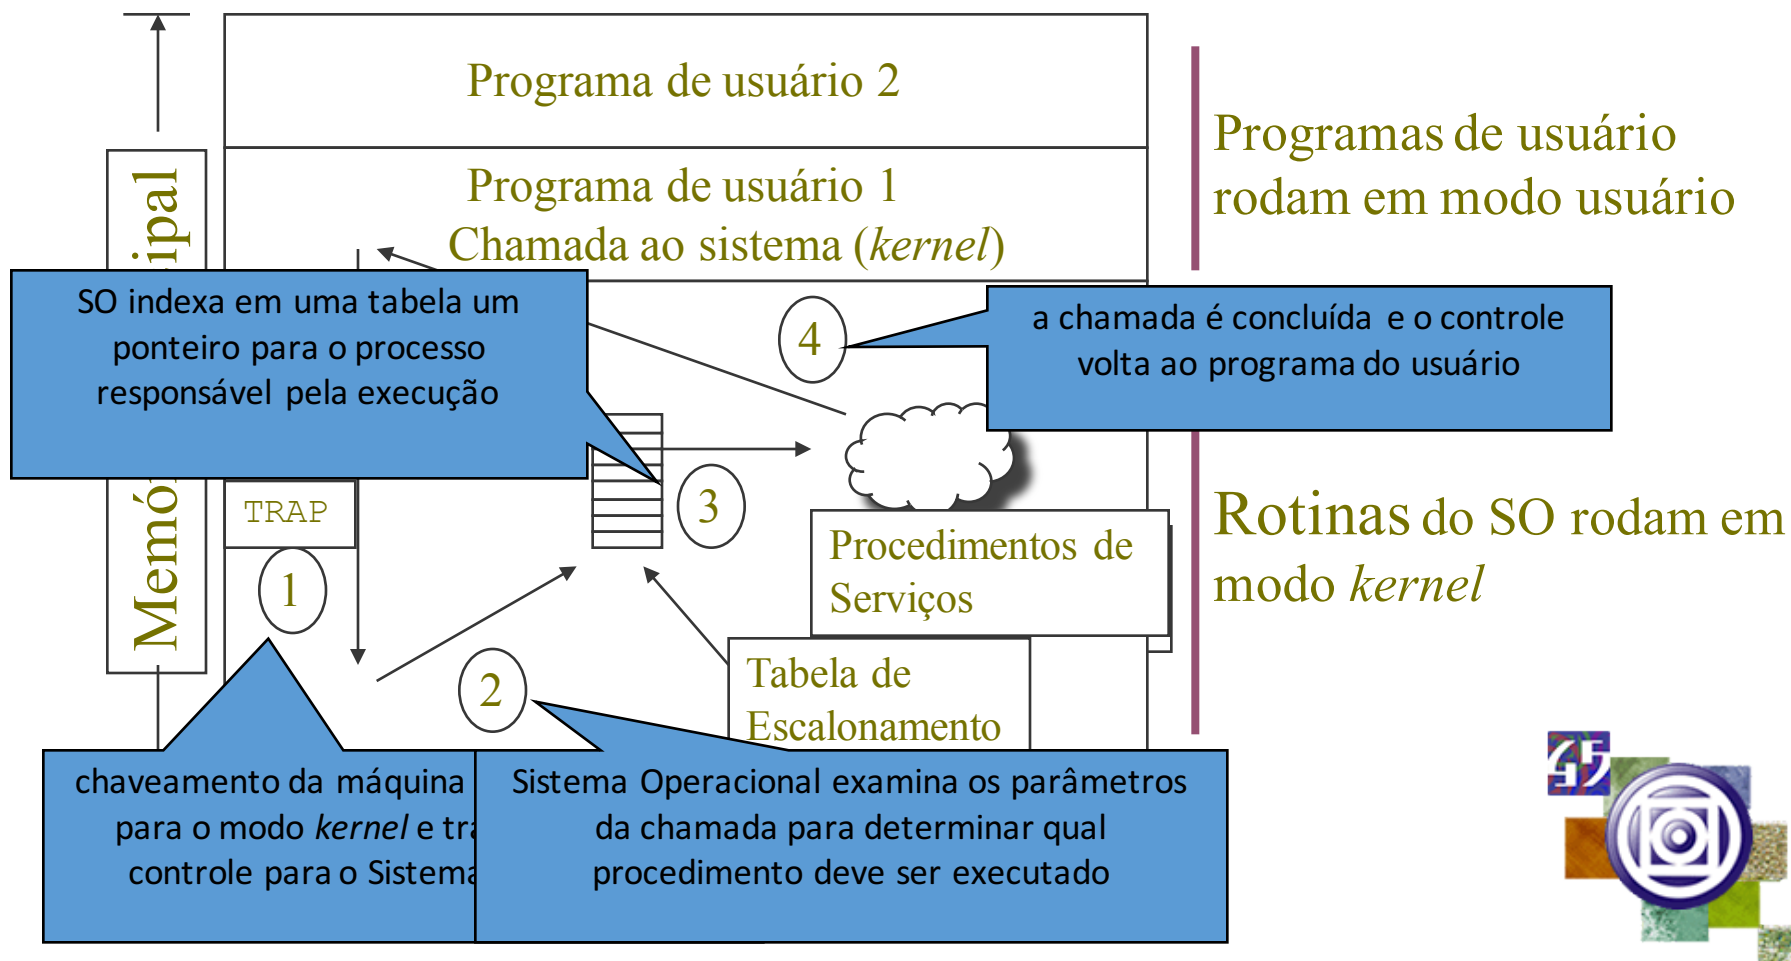 Programa de usuário 2
Programa de usuário 1
Chamada ao sistema (kernel)
Programas de usuário
rodam em modo usuário
SO indexa em uma tabela um
ponteiro para o processo
responsável pela execução
4
a chamada é concluída e o controle
volta ao programa do usuário
TRAP
3
1
Procedimentos de
Serviços
Rotinas do SO rodam em
modo kernel
2
Tabela de
Escalonamento
chaveamento da máquina
para o modo kernel e
controle para o
Sistema Operacional examina os parâmetros
da chamada para determinar qual
procedimento deve ser executado